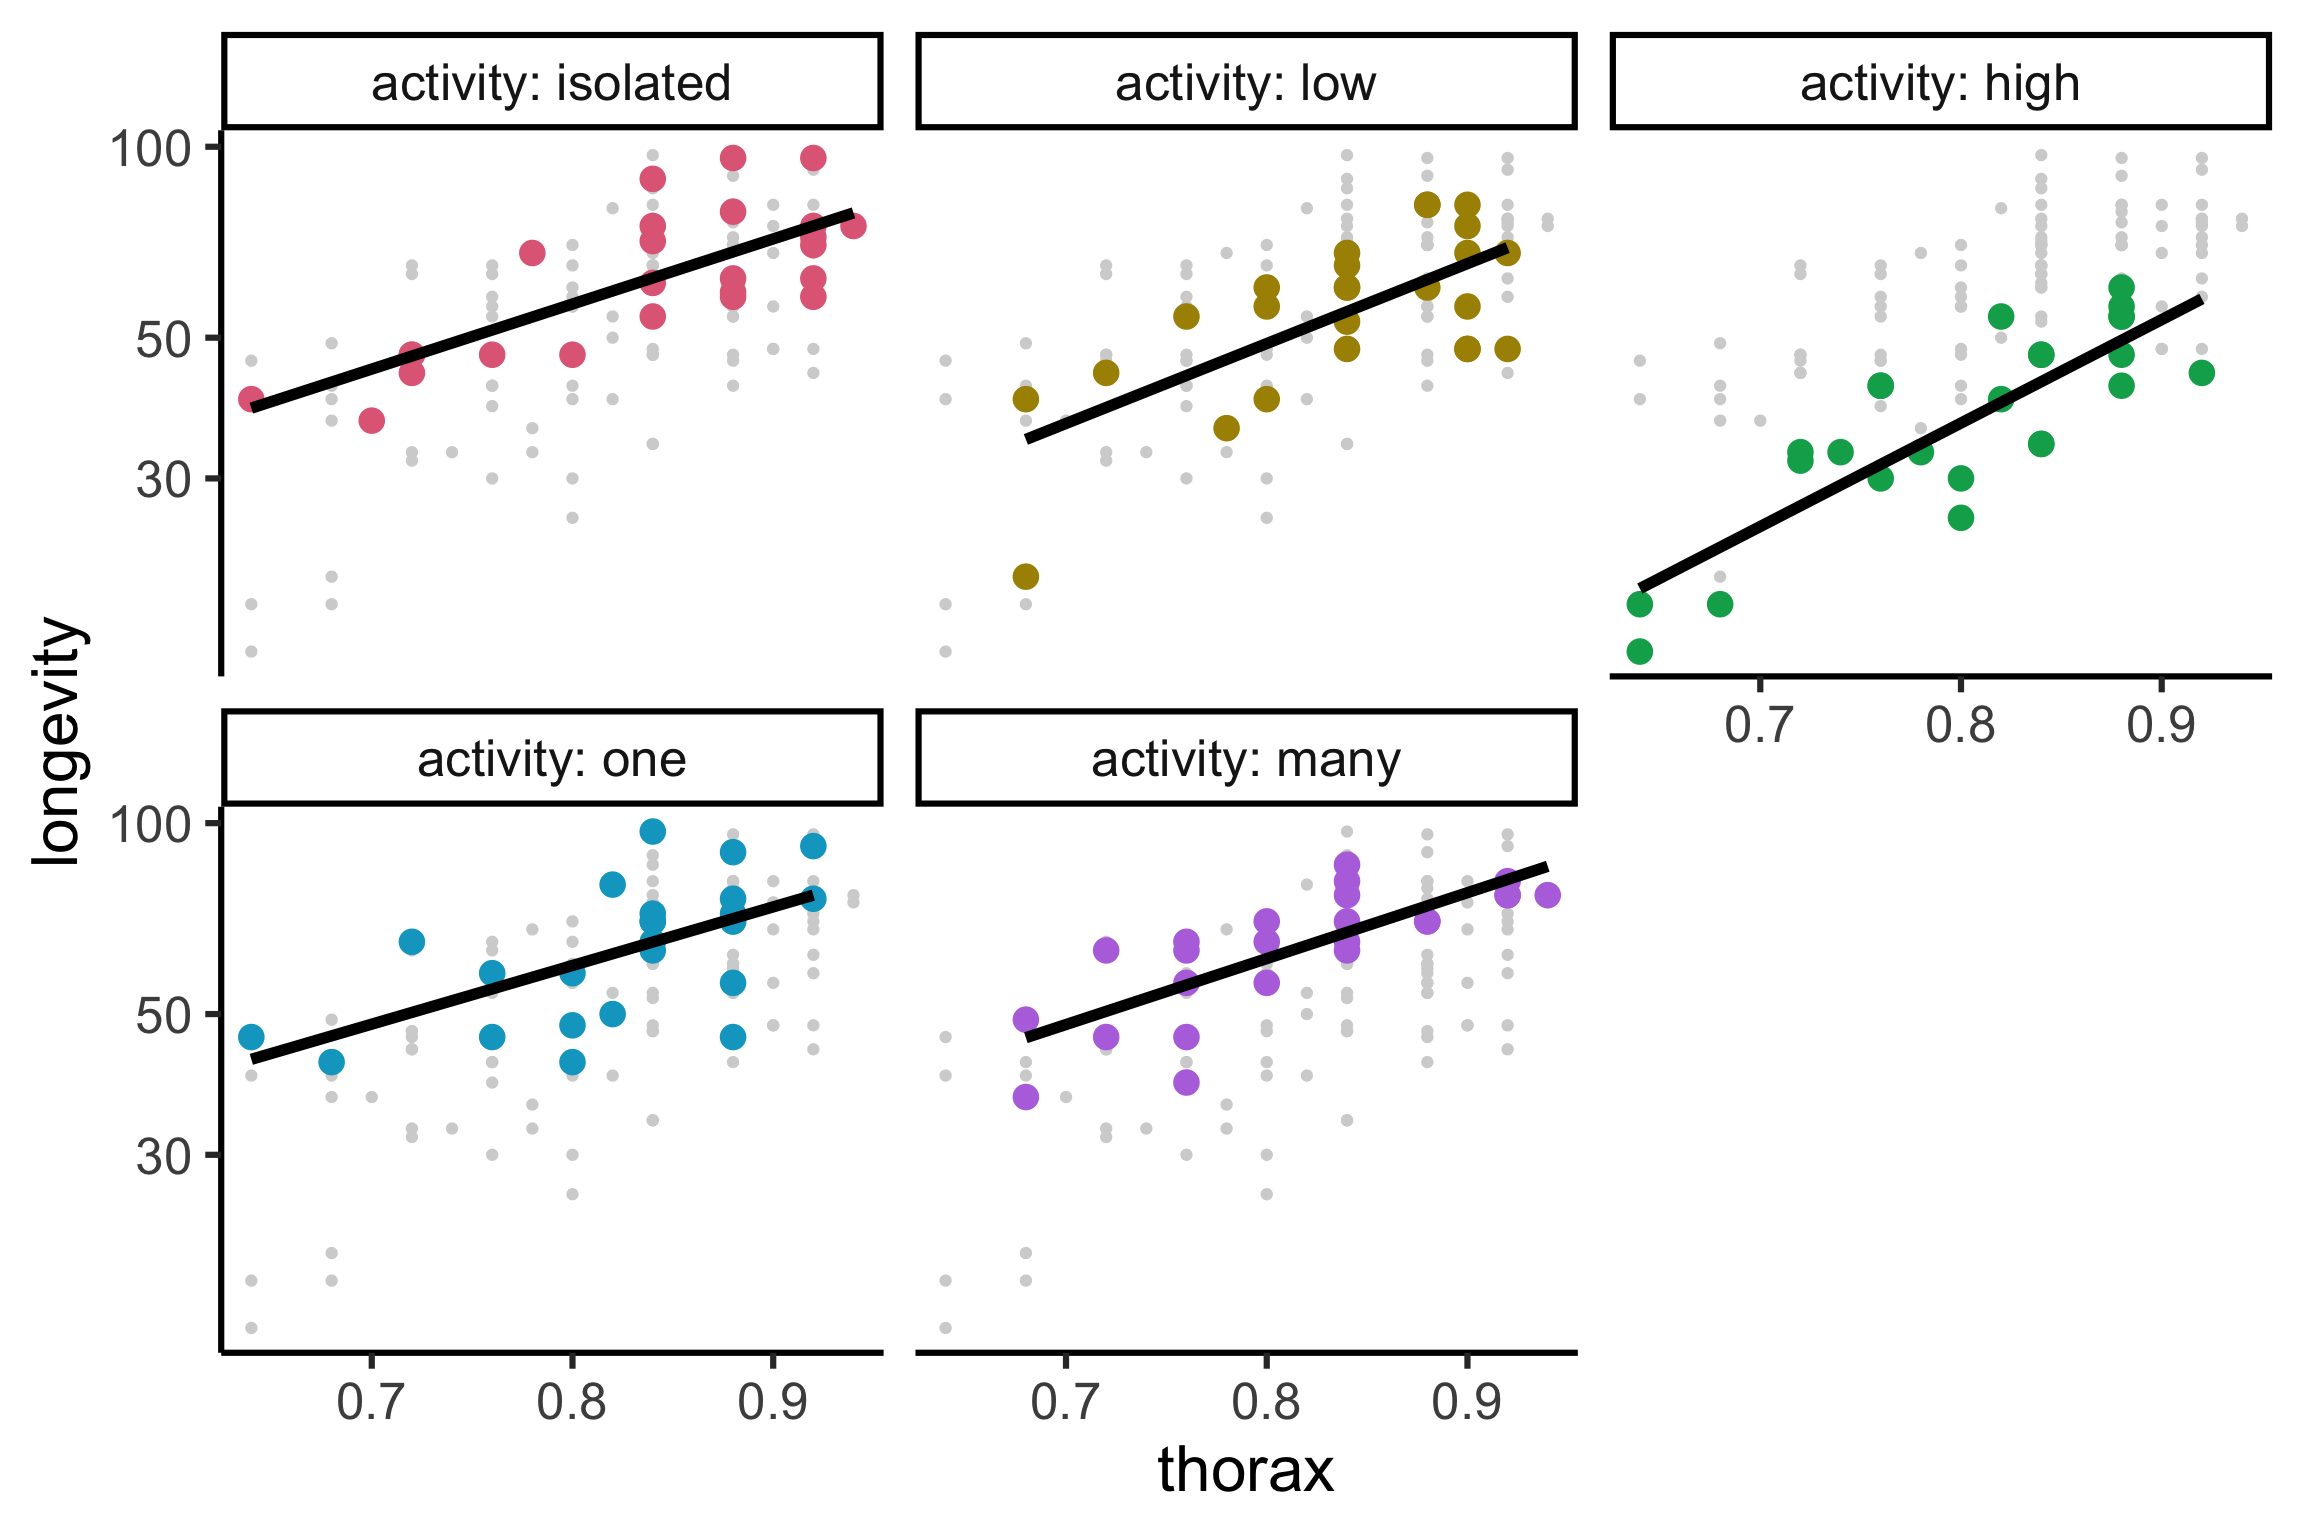 activity: isolated
activity: low
activity: high
100
50
30
0.7 0.8 0.9
activity: one
activity: many
100
50
30
0.7 0.8 0.9
0.7 0.8 0.9
thorax
longevity